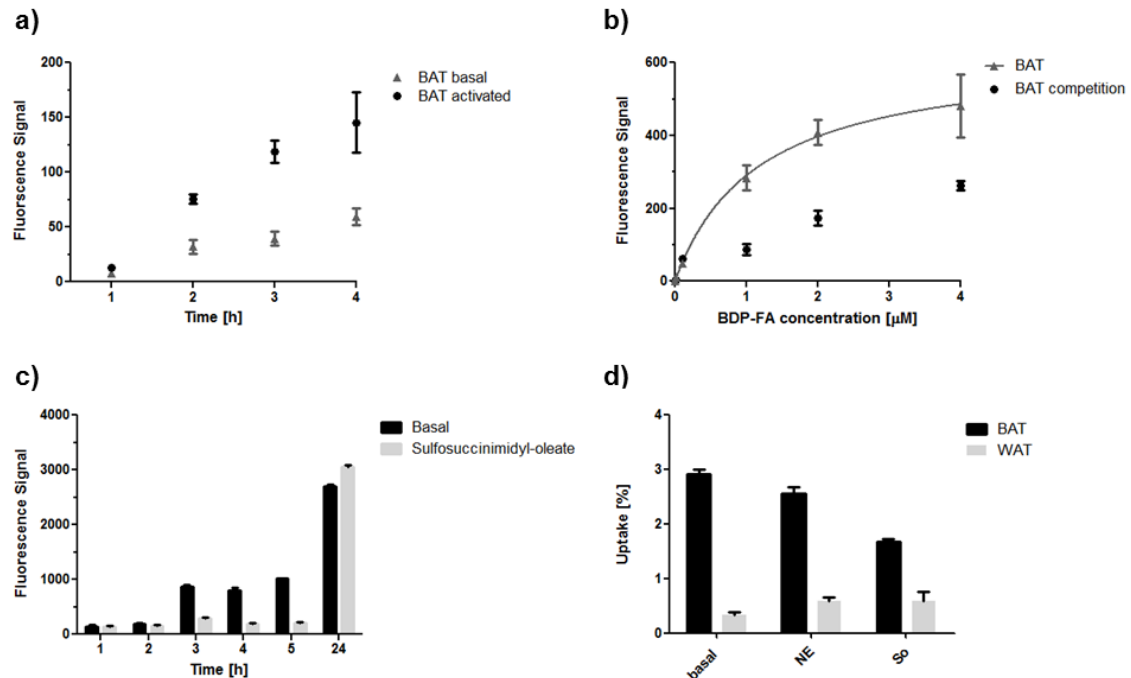 a)
200
150
100
50
0
Fluorscence Signal
1 2 3 4
Time [h]
BAT basal
BAT activated
b)
600
400
200
0
Fluorescence Signal
0 1 2 3 4
BDP-FA concentration [µM]
BAT
BAT competition
c)
4000
3000
2000
1000
0
Fluorescence Signal
1 2 3 4 5 24
Time [h]
Basal
Sulfosuccinimidyl-oleate
d)
4
3
2
1
0
Uptake [%]
basal NE So
BAT
WAT